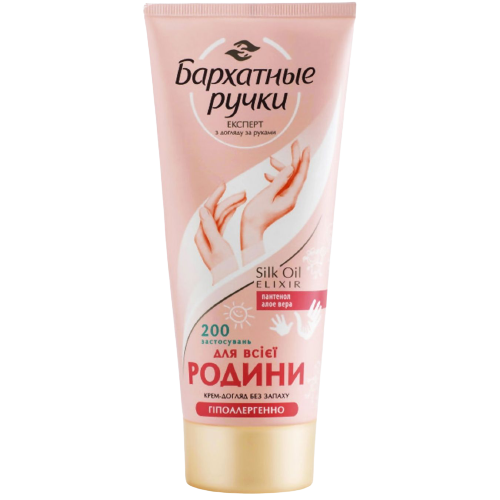 Бархатные
ручки
ЕКСПЕРТ
з догляду за руками
Silk Oil
ELIXIR
пантенол
алое вера
200
застосувань
для всієї
РОДИНИ
КРЕМ-ДОГЛЯД БЕЗ ЗАПАХУ
ГІПОАЛЛЕРГЕННО